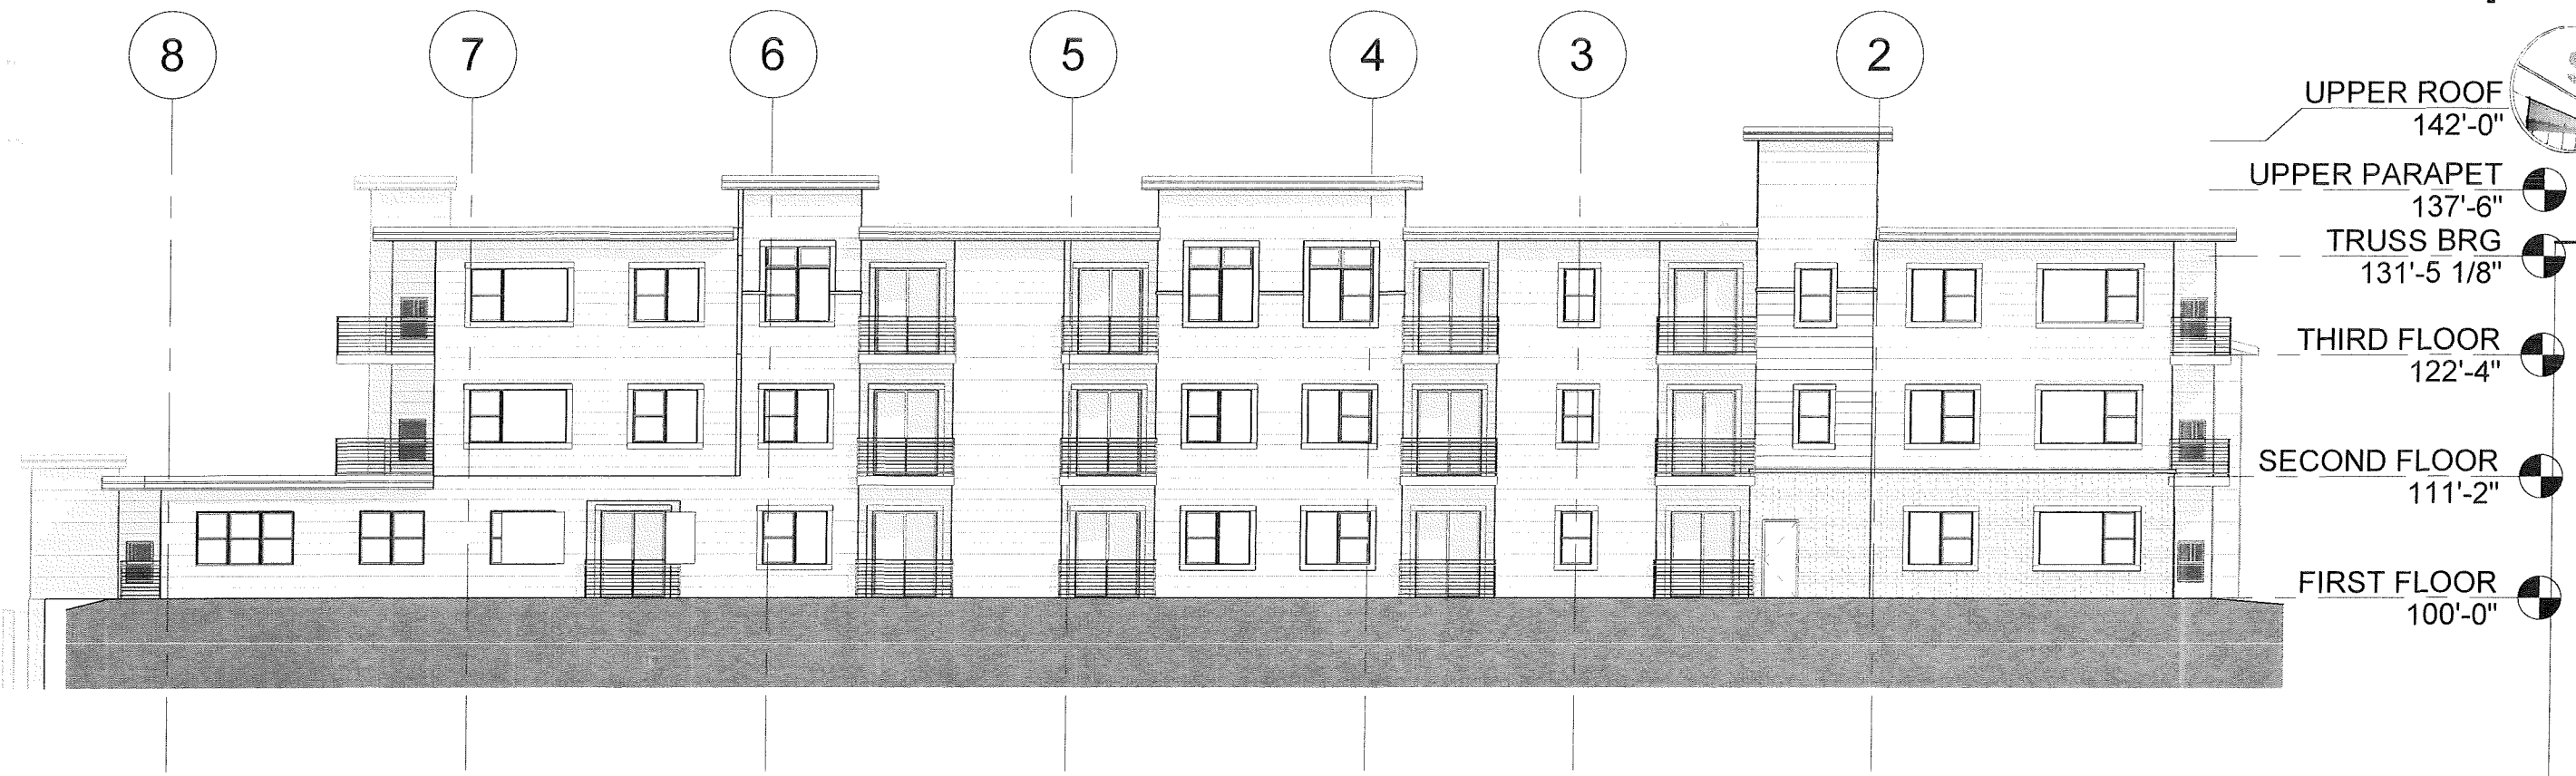 8
7
6
5
4
3
2
UPPER ROOF
142'-0"
UPPER PARAPET
137'-6"
TRUSS BRG
131'-5 1/8"
THIRD FLOOR
122'-4"
SECOND FLOOR
111'-2"
FIRST FLOOR
100'-0"